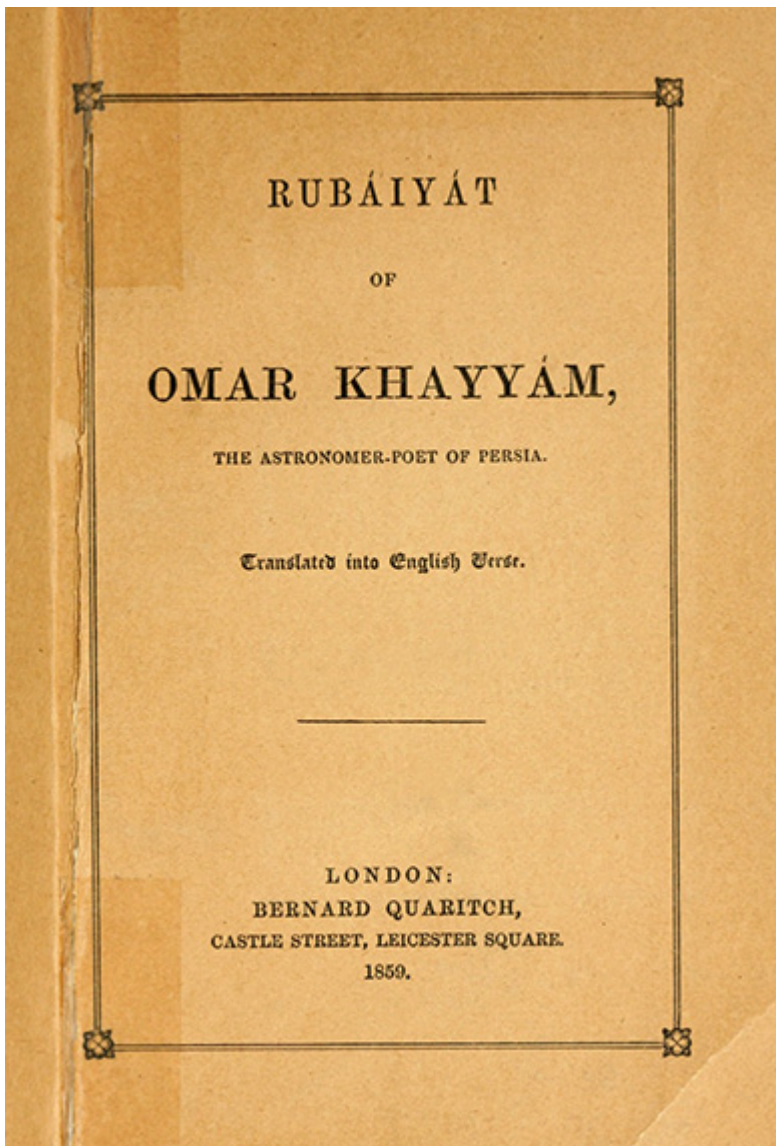 RUBÁIYÁT
OF
OMAR KHAYYÁM,
THE ASTRONOMER-POET OF PERSIA.
Translated into English Verse.
LONDON:
BERNARD QUARITCH,
CASTLE STREET, LEICESTER SQUARE.
1859.